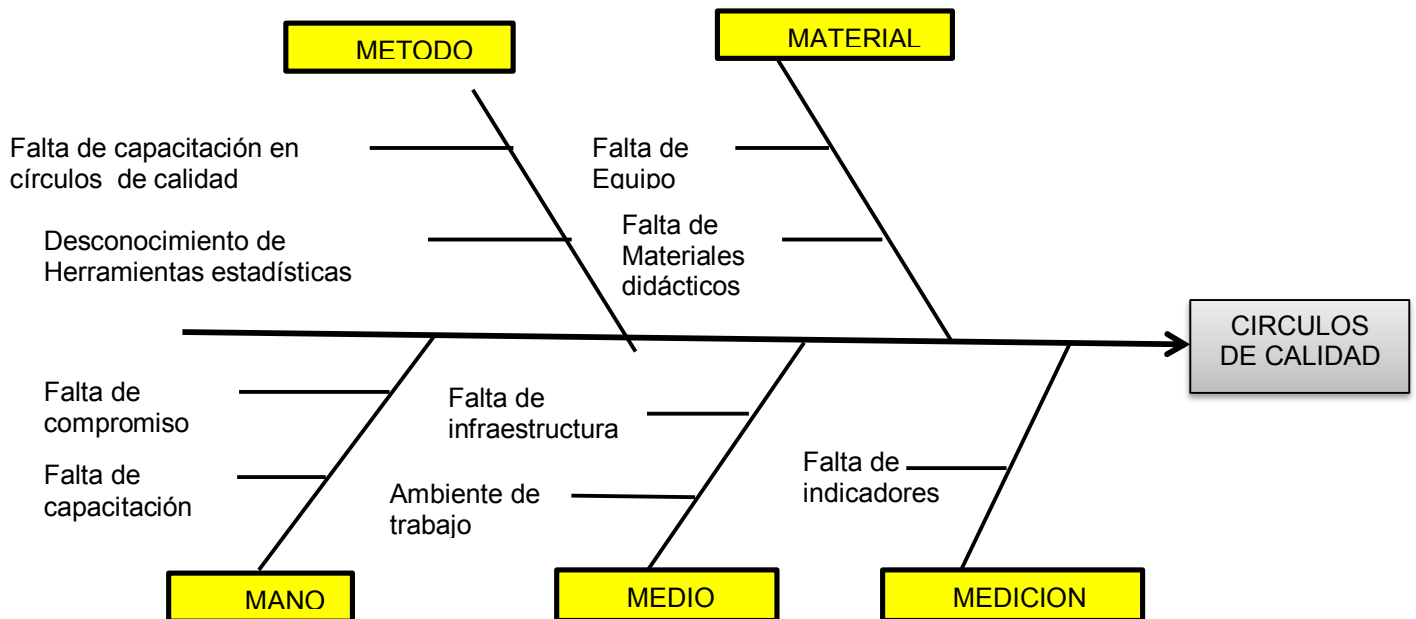 METODO
MATERIAL
Falta de capacitación en
círculos de calidad
Falta de
Equipo
Desconocimiento de
Herramientas estadísticas
Falta de
Materiales
didácticos
CIRCULOS
DE CALIDAD
Falta de
compromiso
Falta de
infraestructura
Falta de
capacitación
Ambiente de
trabajo
Falta de
indicadores
MANO
MEDIO
MEDICION